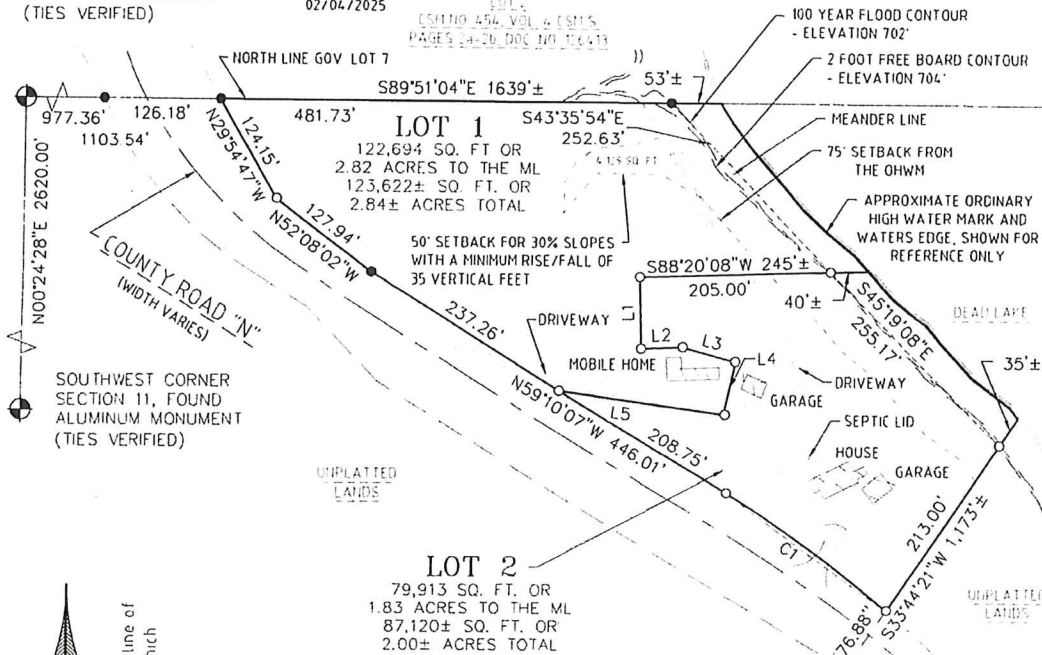 (TIES VERIFIED)
02/04/2025
CSM NO. 454, VOL. 4 CSM'S
100 YEAR FLOOD CONTOUR
- ELEVATION 702'
2 FOOT FREE BOARD CONTOUR
- ELEVATION 704'
NORTH LINE GOV LOT 7
S89°51'04"E 1639'±
53'±
MEANDER LINE
977.36'
126.18'
481.73'
1103.54'
LOT 1
122,694 SQ. FT OR
2.82 ACRES TO THE ML
123,622± SQ. FT. OR
2.84± ACRES TOTAL
S43°35'54"E
252.63'
75' SETBACK FROM
THE OHWM
N29°54'47"W
124.15'
APPROXIMATE ORDINARY
HIGH WATER MARK AND
WATERS EDGE, SHOWN FOR
REFERENCE ONLY
127.94'
N52°08'02"W
50' SETBACK FOR 30% SLOPES
WITH A MINIMUM RISE/FALL OF
35 VERTICAL FEET
N00°24'28"E 2620.00'
COUNTY ROAD "N"
(WIDTH VARIES)
S88°20'08"W 245'±
205.00'
40'±
S45°19'08"E
255.17'
DEAD LAKE
237.26'
DRIVEWAY
L2
L3
L4
MOBILE HOME
35'±
DRIVEWAY
GARAGE
SOUTHWEST CORNER
SECTION 11, FOUND
ALUMINUM MONUMENT
(TIES VERIFIED)
L5
N59°10'07"W 446.01'
208.75'
SEPTIC LID
HOUSE
GARAGE
UNPLATTED
LANDS
213.00'
S33°44'21"W 1,173'±
C1
LOT 2
79,913 SQ. FT. OR
1.83 ACRES TO THE ML
87,120± SQ. FT. OR
2.00± ACRES TOTAL
UNPLATTED
LANDS
76.88'
line of